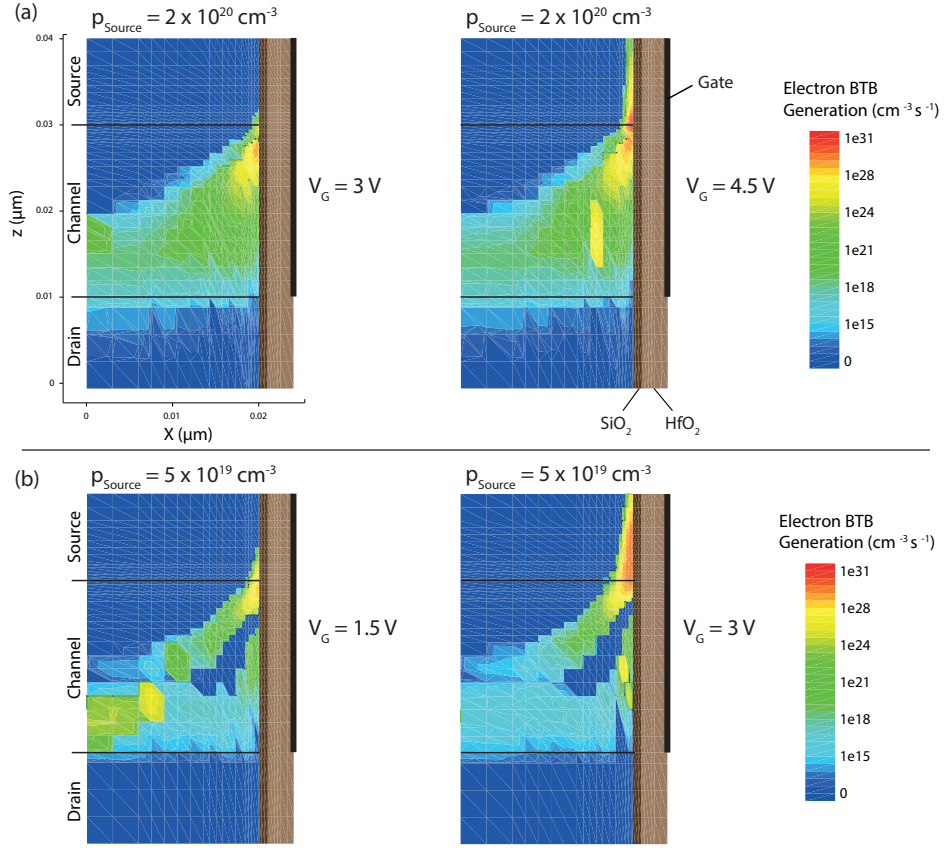 (a)
p_Source = 2 x 10^20 cm^-3
p_Source = 2 x 10^20 cm^-3
0.04
0.03
0.02
0.01
0
z (μm)
Source
Channel
Drain
0
0.01
0.02
X (μm)
V_G = 3 V
V_G = 4.5 V
Gate
SiO_2
HfO_2
Electron BTB
Generation (cm^-3 s^-1)
1e31
1e28
1e24
1e21
1e18
1e15
0
(b)
p_Source = 5 x 10^19 cm^-3
p_Source = 5 x 10^19 cm^-3
Source
Channel
Drain
V_G = 1.5 V
V_G = 3 V
Electron BTB
Generation (cm^-3 s^-1)
1e31
1e28
1e24
1e21
1e18
1e15
0